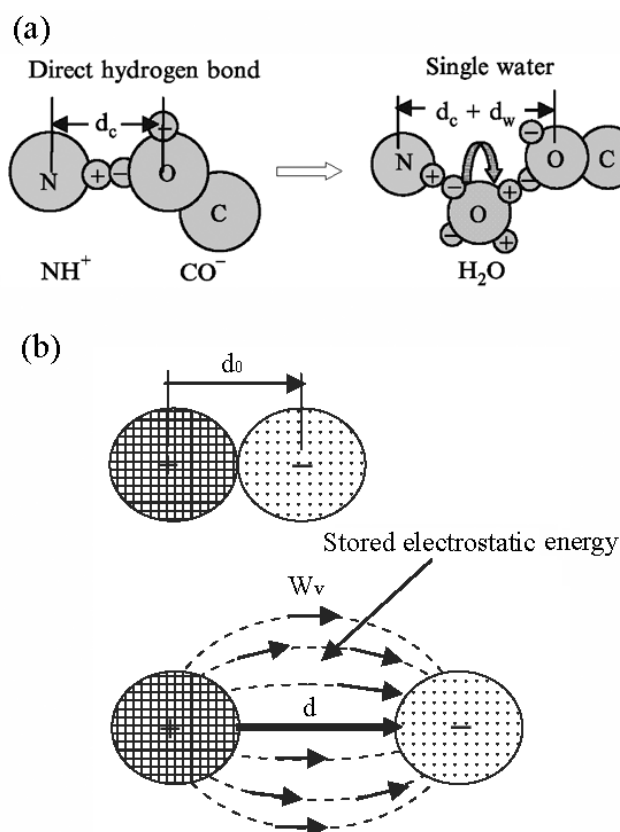 (a)
Direct hydrogen bond
Single water
d_c
d_c + d_w
−
−
N
+
−
O
N
+
−
O
C
+
−
C
O
−
+
NH⁺
CO⁻
H₂O
(b)
d₀
+
−
Stored electrostatic energy
W_v
d
+
−